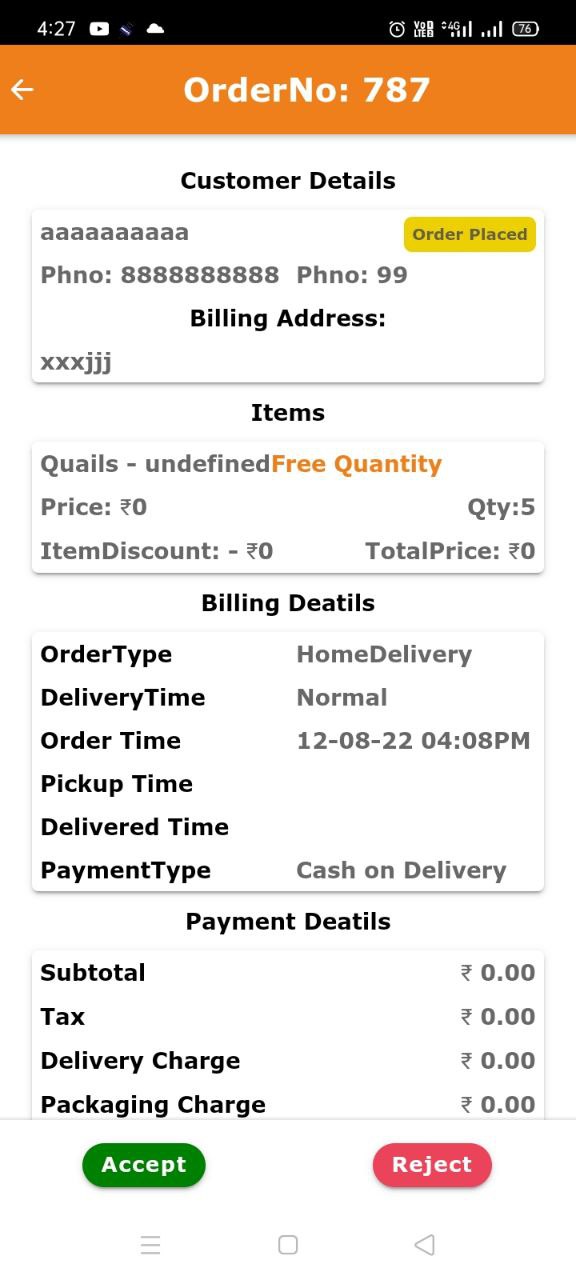 4:27 VoD LTEB 4G 76
OrderNo: 787
Customer Details
aaaaaaaaaa Order Placed
Phno: 8888888888 Phno: 99
Billing Address:
xxxjjj
Items
Quails - undefinedFree Quantity
Price: ₹0 Qty:5
ItemDiscount: - ₹0 TotalPrice: ₹0
Billing Deatils
OrderType HomeDelivery
DeliveryTime Normal
Order Time 12-08-22 04:08PM
Pickup Time
Delivered Time
PaymentType Cash on Delivery
Payment Deatils
Subtotal ₹ 0.00
Tax ₹ 0.00
Delivery Charge ₹ 0.00
Packaging Charge ₹ 0.00
Accept Reject